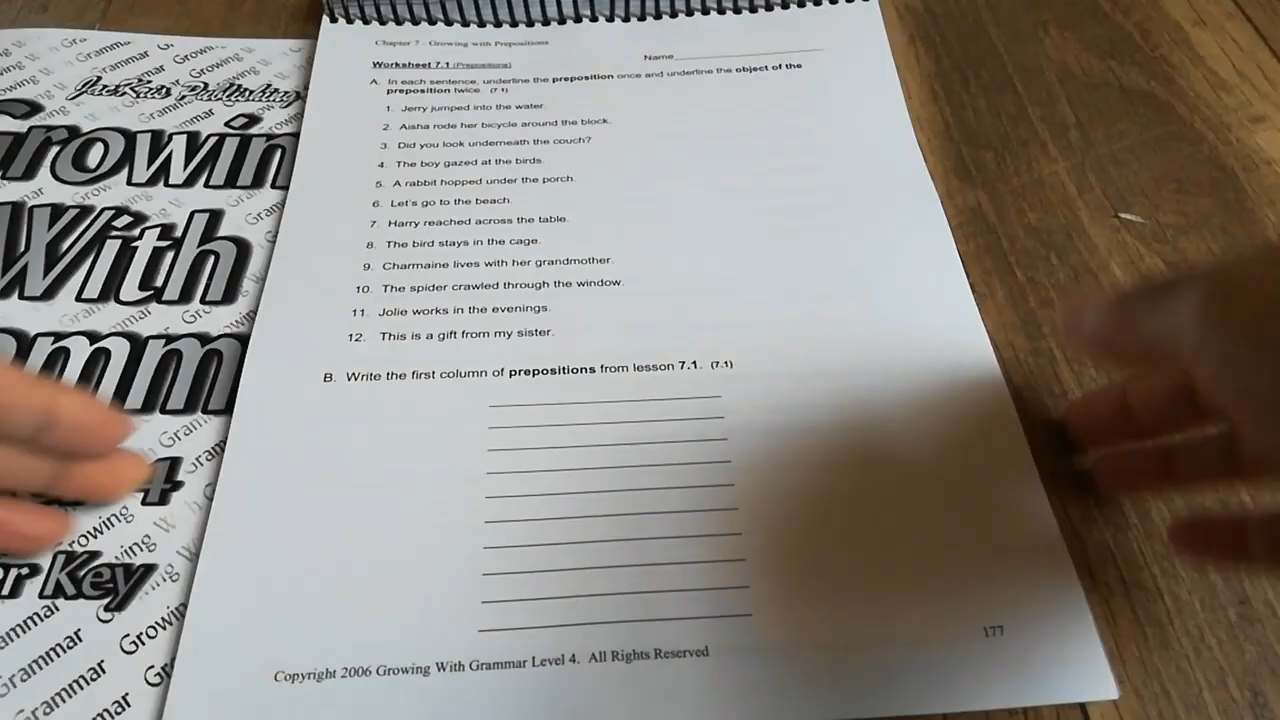 JacKris Publishing
Growin
With
4
Key
Chapter 7 - Growing with Prepositions
Name
Worksheet 7.1 (Prepositions)
A. In each sentence, underline the preposition once and underline the object of the
preposition twice. (7.1)
1. Jerry jumped into the water.
2. Aisha rode her bicycle around the block.
3. Did you look underneath the couch?
4. The boy gazed at the birds.
5. A rabbit hopped under the porch.
6. Let's go to the beach.
7. Harry reached across the table.
8. The bird stays in the cage.
9. Charmaine lives with her grandmother.
10. The spider crawled through the window.
11. Jolie works in the evenings.
12. This is a gift from my sister.
B. Write the first column of prepositions from lesson 7.1. (7.1)
177
Copyright 2006 Growing With Grammar Level 4. All Rights Reserved